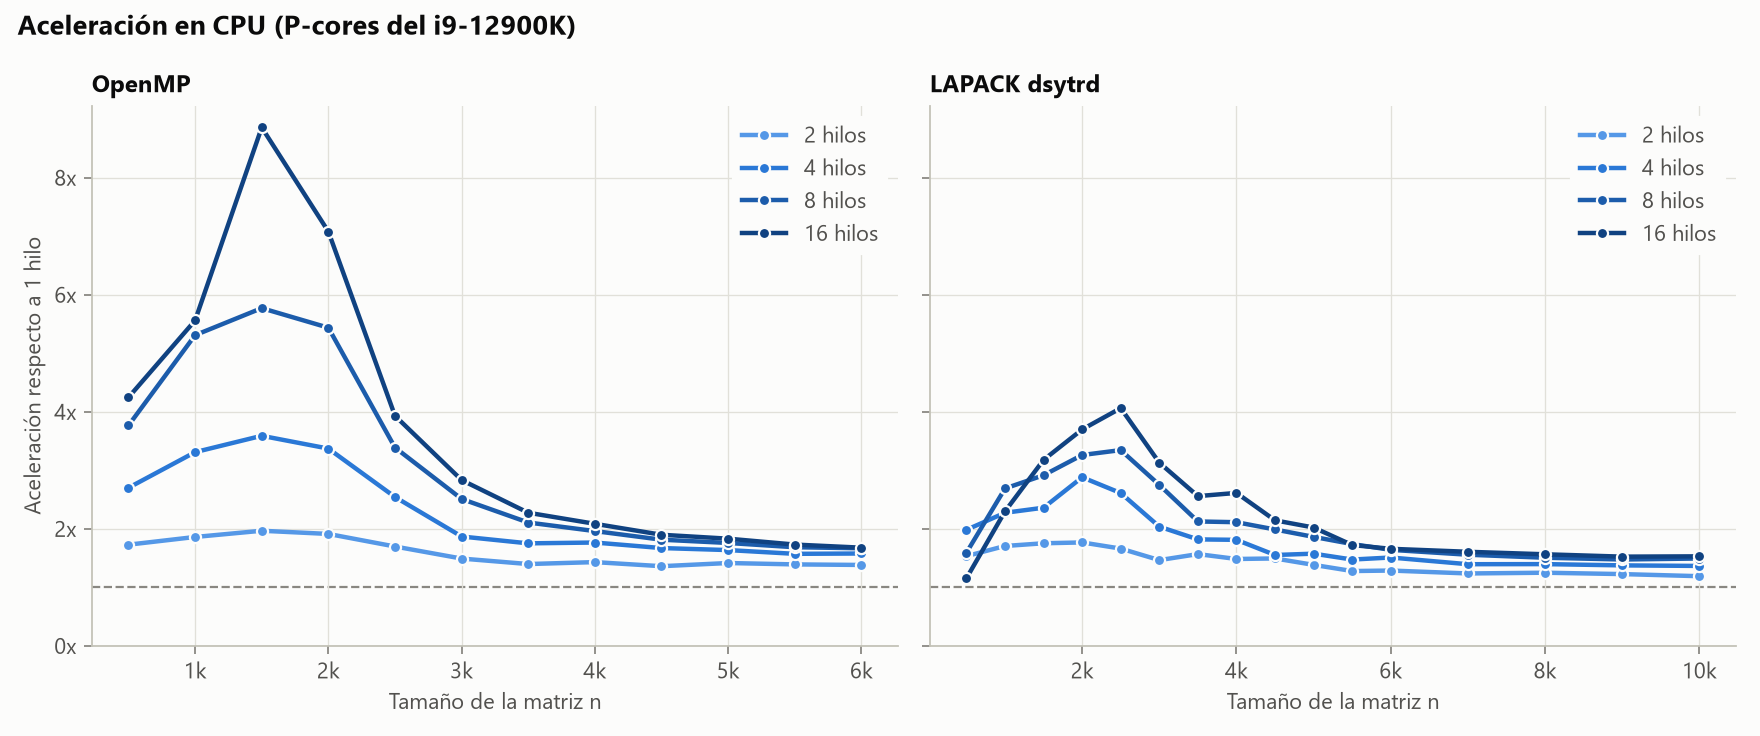 Aceleración en CPU (P-cores del i9-12900K)
OpenMP
Aceleración respecto a 1 hilo
8x
6x
4x
2x
0x
2 hilos
4 hilos
8 hilos
16 hilos
1k 2k 3k 4k 5k 6k
Tamaño de la matriz n
LAPACK dsytrd
2 hilos
4 hilos
8 hilos
16 hilos
2k 4k 6k 8k 10k
Tamaño de la matriz n